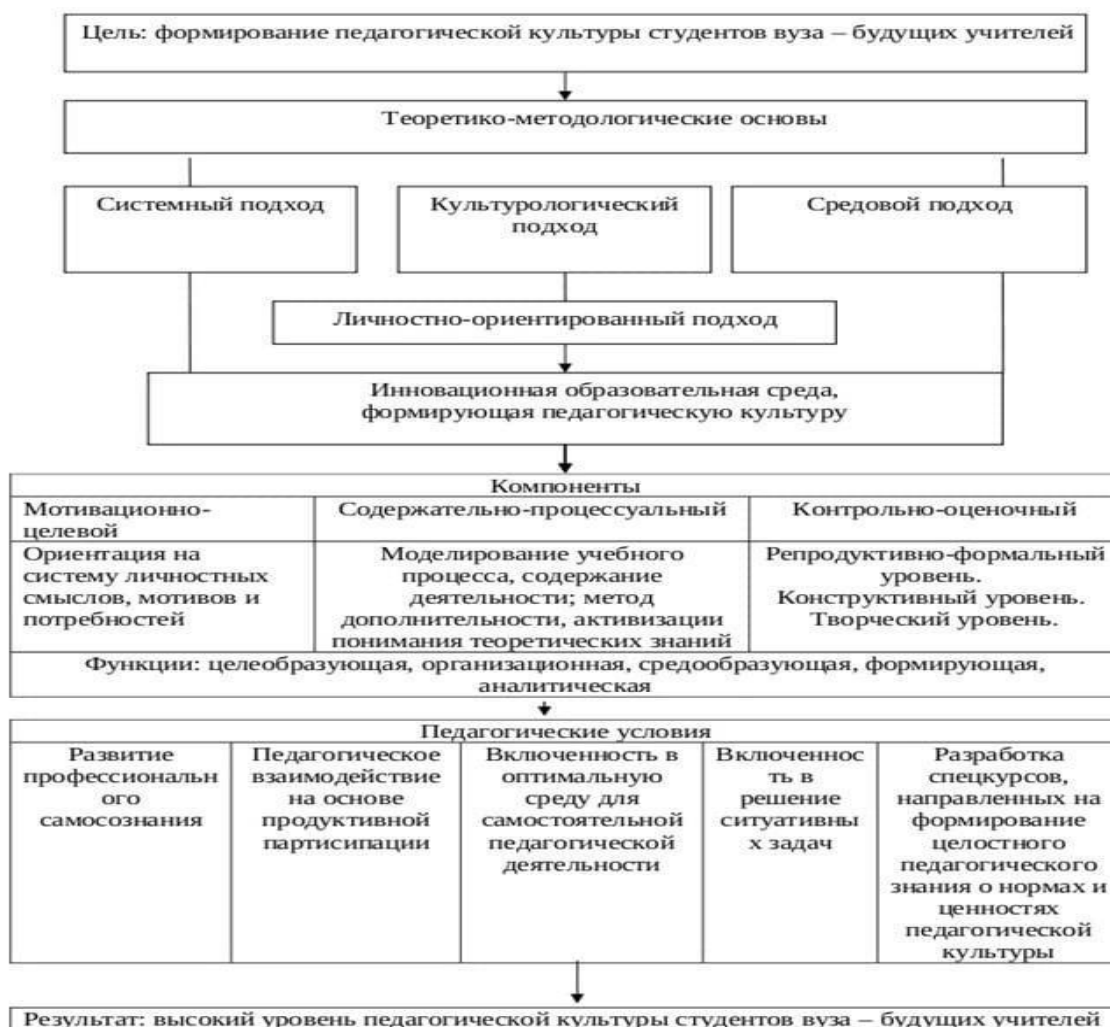 Цель: формирование педагогической культуры студентов вуза – будущих учителей
Теоретико-методологические основы
Системный подход
Культурологический
подход
Средовой подход
Личностно-ориентированный подход
Инновационная образовательная среда,
формирующая педагогическую культуру
Компоненты
Мотивационно-
целевой
Содержательно-процессуальный
Контрольно-оценочный
Ориентация на
систему личностных
смыслов, мотивов и
потребностей
Моделирование учебного
процесса, содержание
деятельности; метод
дополнительности, активизации
понимания теоретических знаний
Репродуктивно-формальный
уровень.
Конструктивный уровень.
Творческий уровень.
Функции: целеобразующая, организационная, средообразующая, формирующая,
аналитическая
Педагогические условия
Развитие
профессиональн
ого
самосознания
Педагогическое
взаимодействие
на основе
продуктивной
партисипации
Включенность в
оптимальную
среду для
самостоятельной
педагогической
деятельности
Включеннос
ть в
решение
ситуативны
х задач
Разработка
спецкурсов,
направленных на
формирование
целостного
педагогического
знания о нормах и
ценностях
педагогической
культуры
Результат: высокий уровень педагогической культуры студентов вуза – будущих учителей